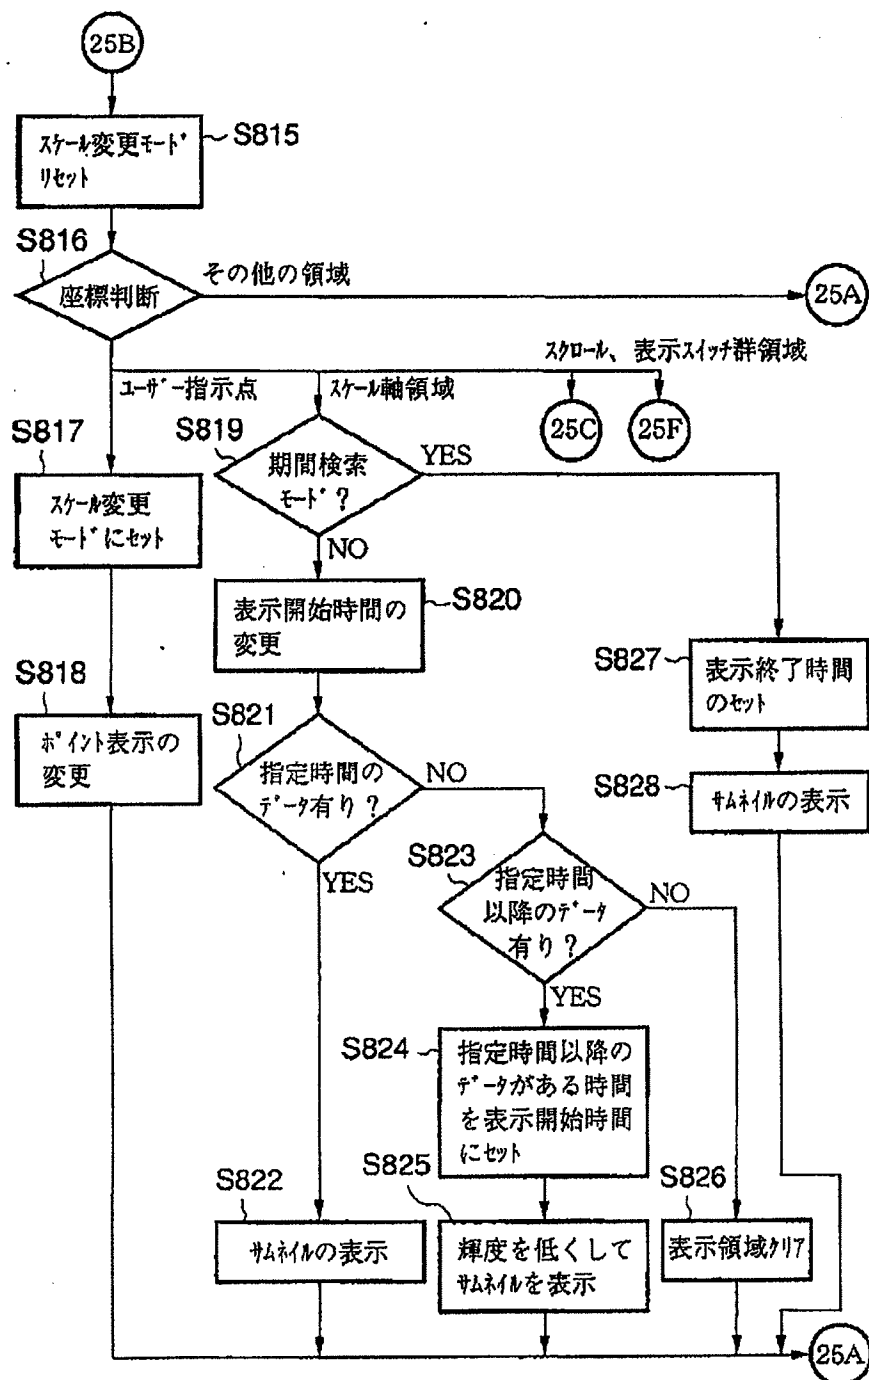 25B
スケール変更モード
リセット
S815
S816
座標判断
その他の領域
25A
スクロール、表示スイッチ群領域
ユーザー指示点
スケール軸領域
25C
25F
S817
スケール変更
モードにセット
S819
期間検索
モード?
YES
NO
S820
表示開始時間の
変更
S827
表示終了時間
のセット
S818
ポイント表示の
変更
S821
指定時間の
データ有り?
NO
YES
S828
サムネイルの表示
S823
指定時間
以降のデータ
有り?
NO
YES
S824
指定時間以降の
データがある時間
を表示開始時間
にセット
S822
サムネイルの表示
S825
輝度を低くして
サムネイルを表示
S826
表示領域クリア
25A